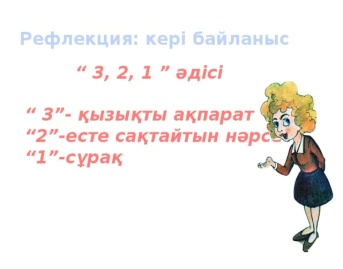 Рефлекция: кері байланыс
“ 3, 2, 1 ” әдісі
“ 3”- қызықты ақпарат
“2”-есте сақтайтын нәрсе
“1”-сұрақ